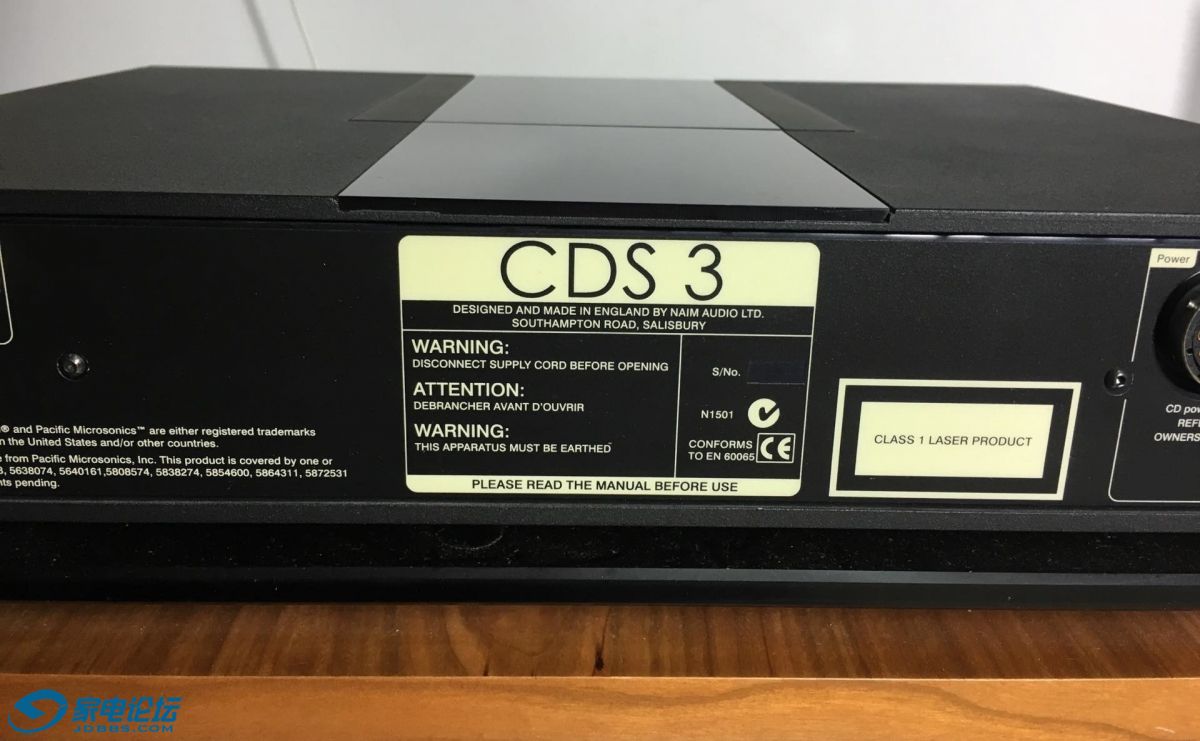 CDS 3
DESIGNED AND MADE IN ENGLAND BY NAIM AUDIO LTD.
SOUTHAMPTON ROAD, SALISBURY
WARNING:
DISCONNECT SUPPLY CORD BEFORE OPENING
ATTENTION:
DEBRANCHER AVANT D'OUVRIR
WARNING:
THIS APPARATUS MUST BE EARTHED
S/No.
N1501
CONFORMS
TO EN 60065
CE
PLEASE READ THE MANUAL BEFORE USE
® and Pacific Microsonics™ are either registered trademarks
n the United States and/or other countries.
from Pacific Microsonics, Inc. This product is covered by one or
5638074, 5640161,5808574, 5838274, 5854600, 5864311, 5872531
nts pending.
CLASS 1 LASER PRODUCT
Power
CD pow
REF
OWNERS
家电论坛
JDBBS.COM